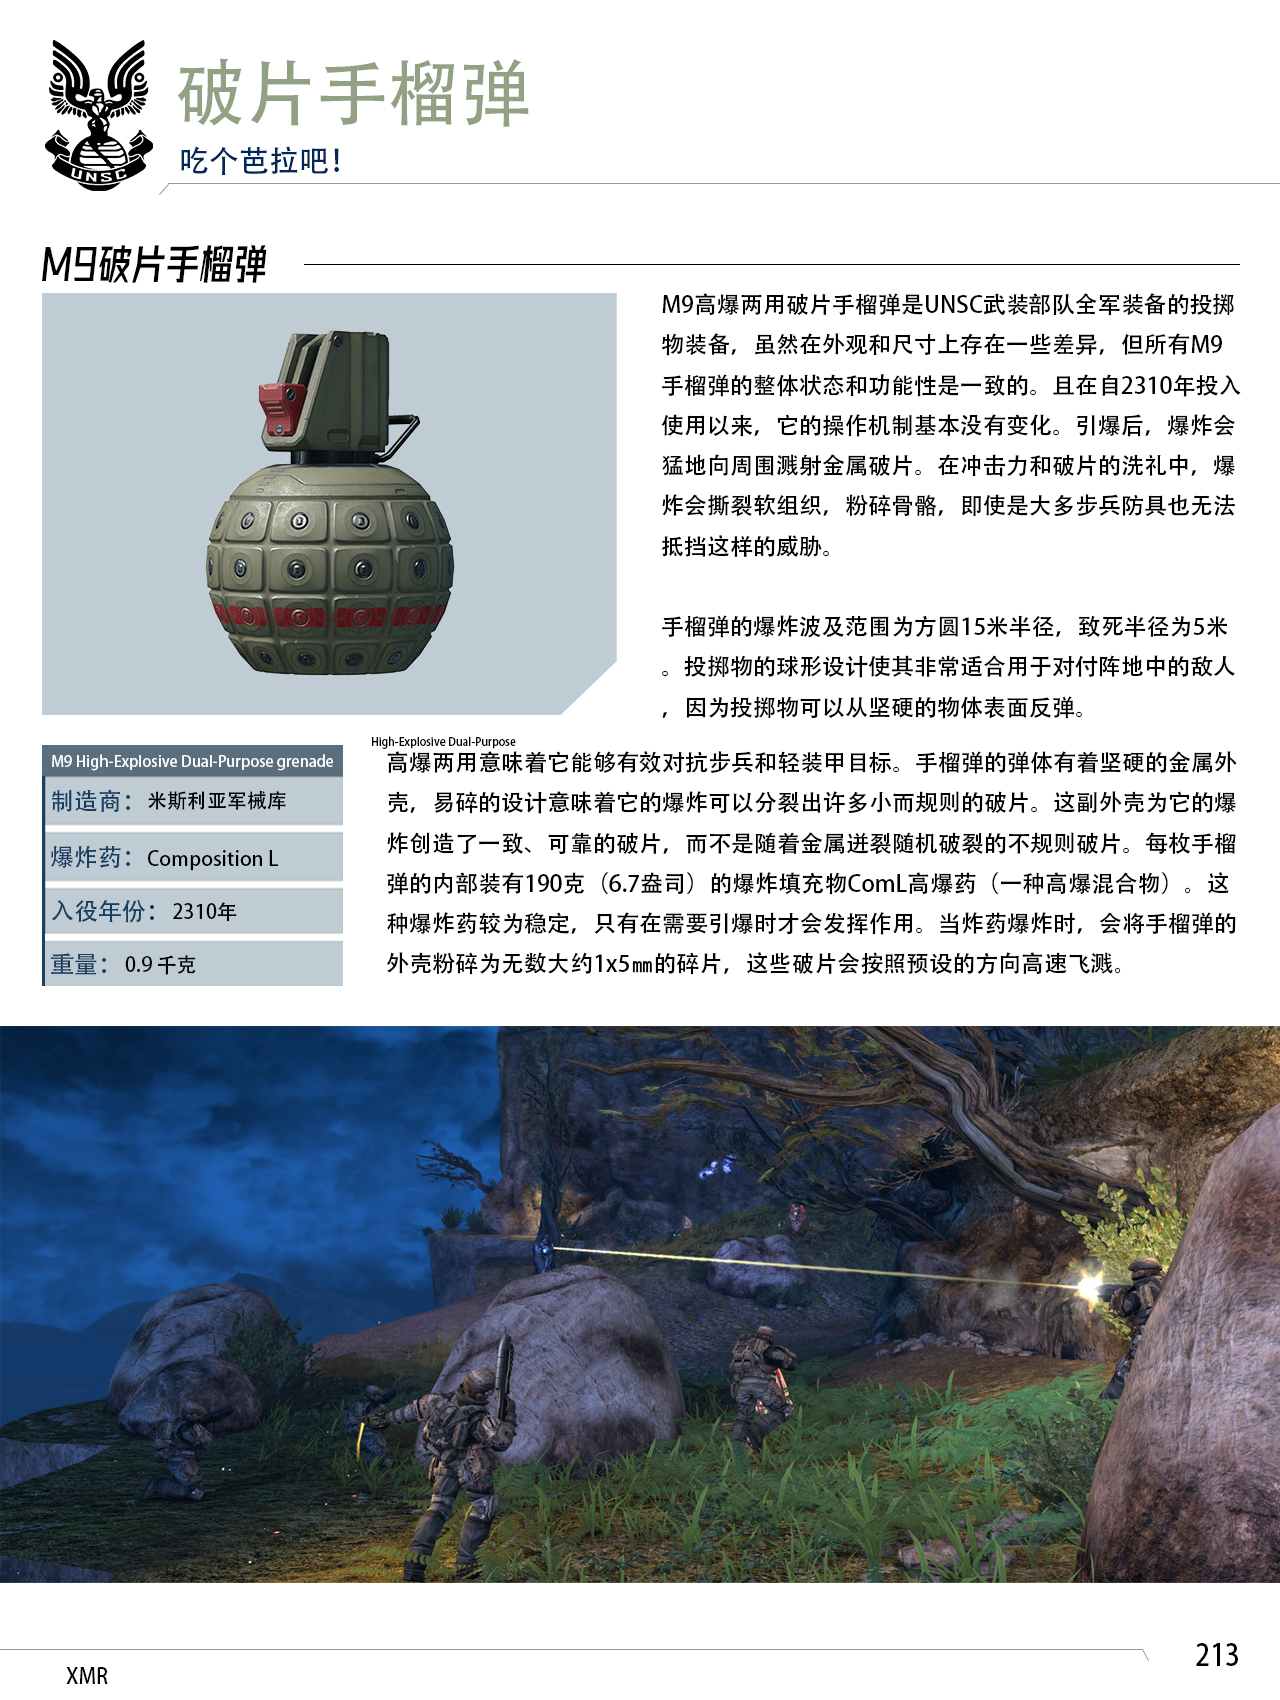 UNSC
破片手榴弹
吃个芭拉吧！
M9破片手榴弹
M9高爆两用破片手榴弹是UNSC武装部队全军装备的投掷
物装备，虽然在外观和尺寸上存在一些差异，但所有M9
手榴弹的整体状态和功能性是一致的。且在自2310年投入
使用以来，它的操作机制基本没有变化。引爆后，爆炸会
猛地向周围溅射金属破片。在冲击力和破片的洗礼中，爆
炸会撕裂软组织，粉碎骨骼，即使是大多步兵防具也无法
抵挡这样的威胁。
手榴弹的爆炸波及范围为方圆15米半径，致死半径为5米
。投掷物的球形设计使其非常适合用于对付阵地中的敌人
，因为投掷物可以从坚硬的物体表面反弹。
M9 High-Explosive Dual-Purpose grenade
制造商：米斯利亚军械库
爆炸药：Composition L
入役年份：2310年
重量：0.9 千克
High-Explosive Dual-Purpose
高爆两用意味着它能够有效对抗步兵和轻装甲目标。手榴弹的弹体有着坚硬的金属外
壳，易碎的设计意味着它的爆炸可以分裂出许多小而规则的破片。这副外壳为它的爆
炸创造了一致、可靠的破片，而不是随着金属迸裂随机破裂的不规则破片。每枚手榴
弹的内部装有190克（6.7盎司）的爆炸填充物ComL高爆药（一种高爆混合物）。这
种爆炸药较为稳定，只有在需要引爆时才会发挥作用。当炸药爆炸时，会将手榴弹的
外壳粉碎为无数大约1x5㎜的碎片，这些破片会按照预设的方向高速飞溅。
213
XMR